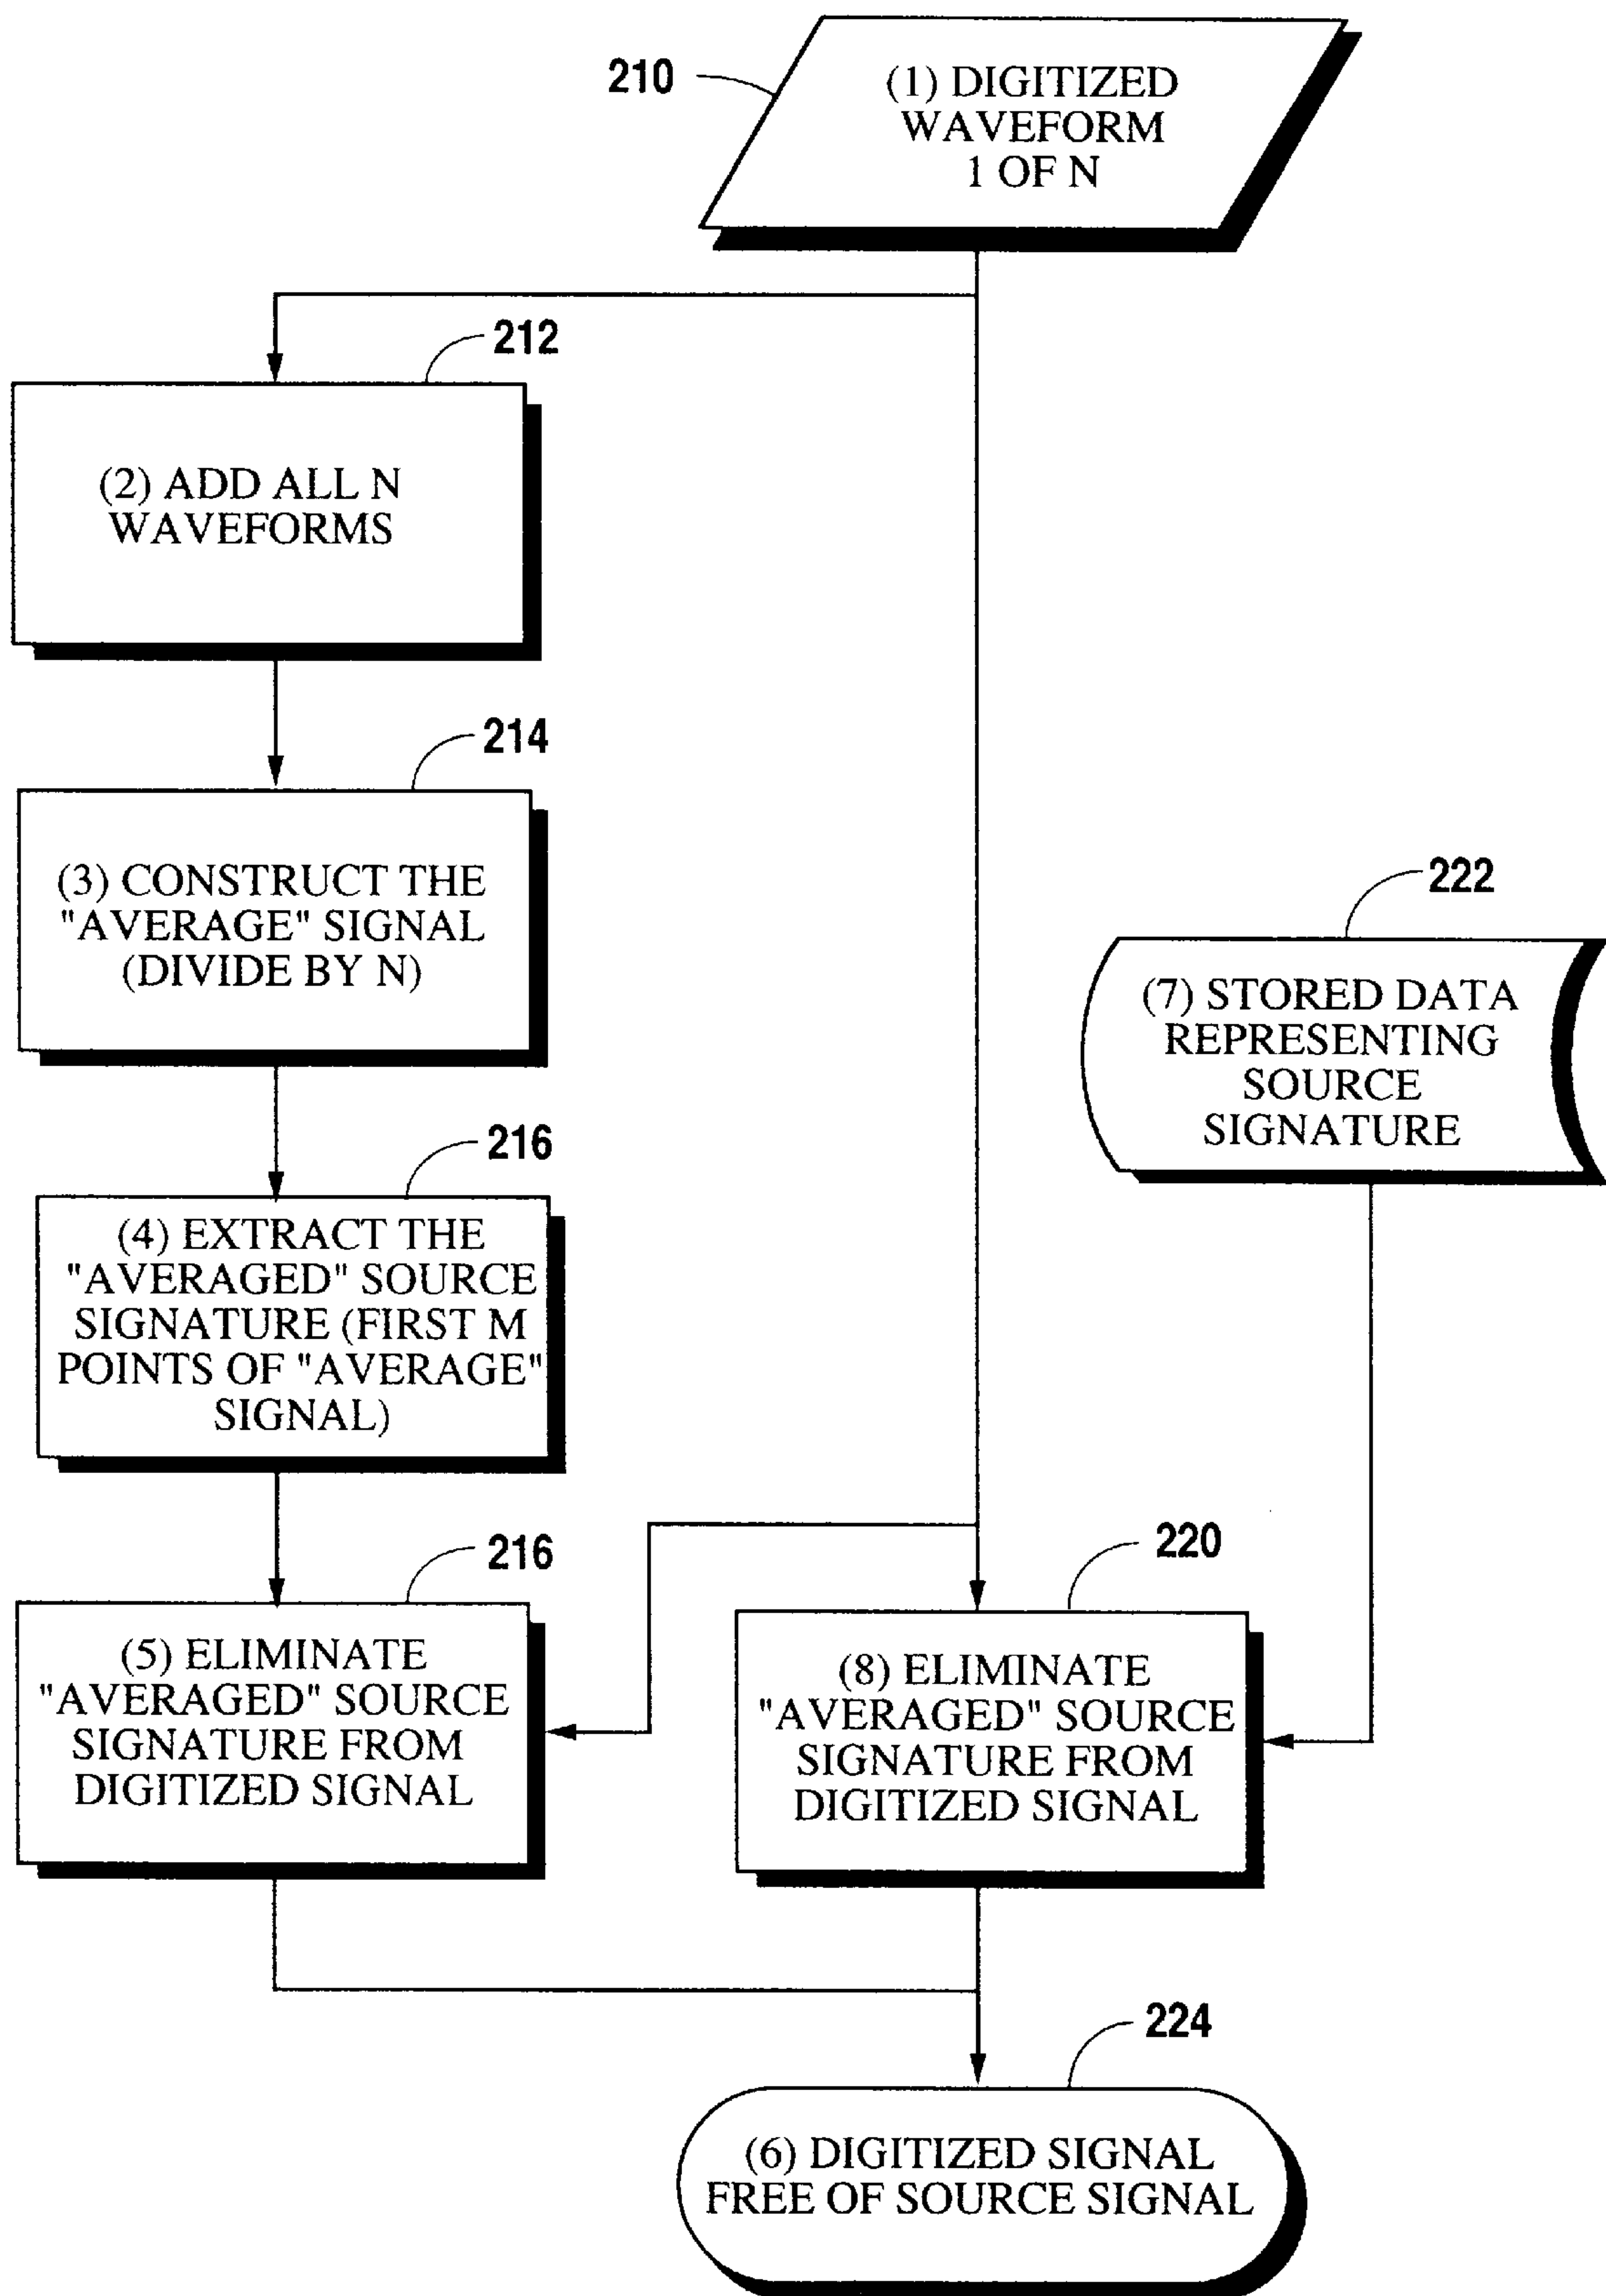 210
(1) DIGITIZED
WAVEFORM
1 OF N
212
(2) ADD ALL N
WAVEFORMS
214
(3) CONSTRUCT THE
"AVERAGE" SIGNAL
(DIVIDE BY N)
222
(7) STORED DATA
REPRESENTING
SOURCE
SIGNATURE
216
(4) EXTRACT THE
"AVERAGED" SOURCE
SIGNATURE (FIRST M
POINTS OF "AVERAGE"
SIGNAL)
216
(5) ELIMINATE
"AVERAGED" SOURCE
SIGNATURE FROM
DIGITIZED SIGNAL
220
(8) ELIMINATE
"AVERAGED" SOURCE
SIGNATURE FROM
DIGITIZED SIGNAL
224
(6) DIGITIZED SIGNAL
FREE OF SOURCE SIGNAL